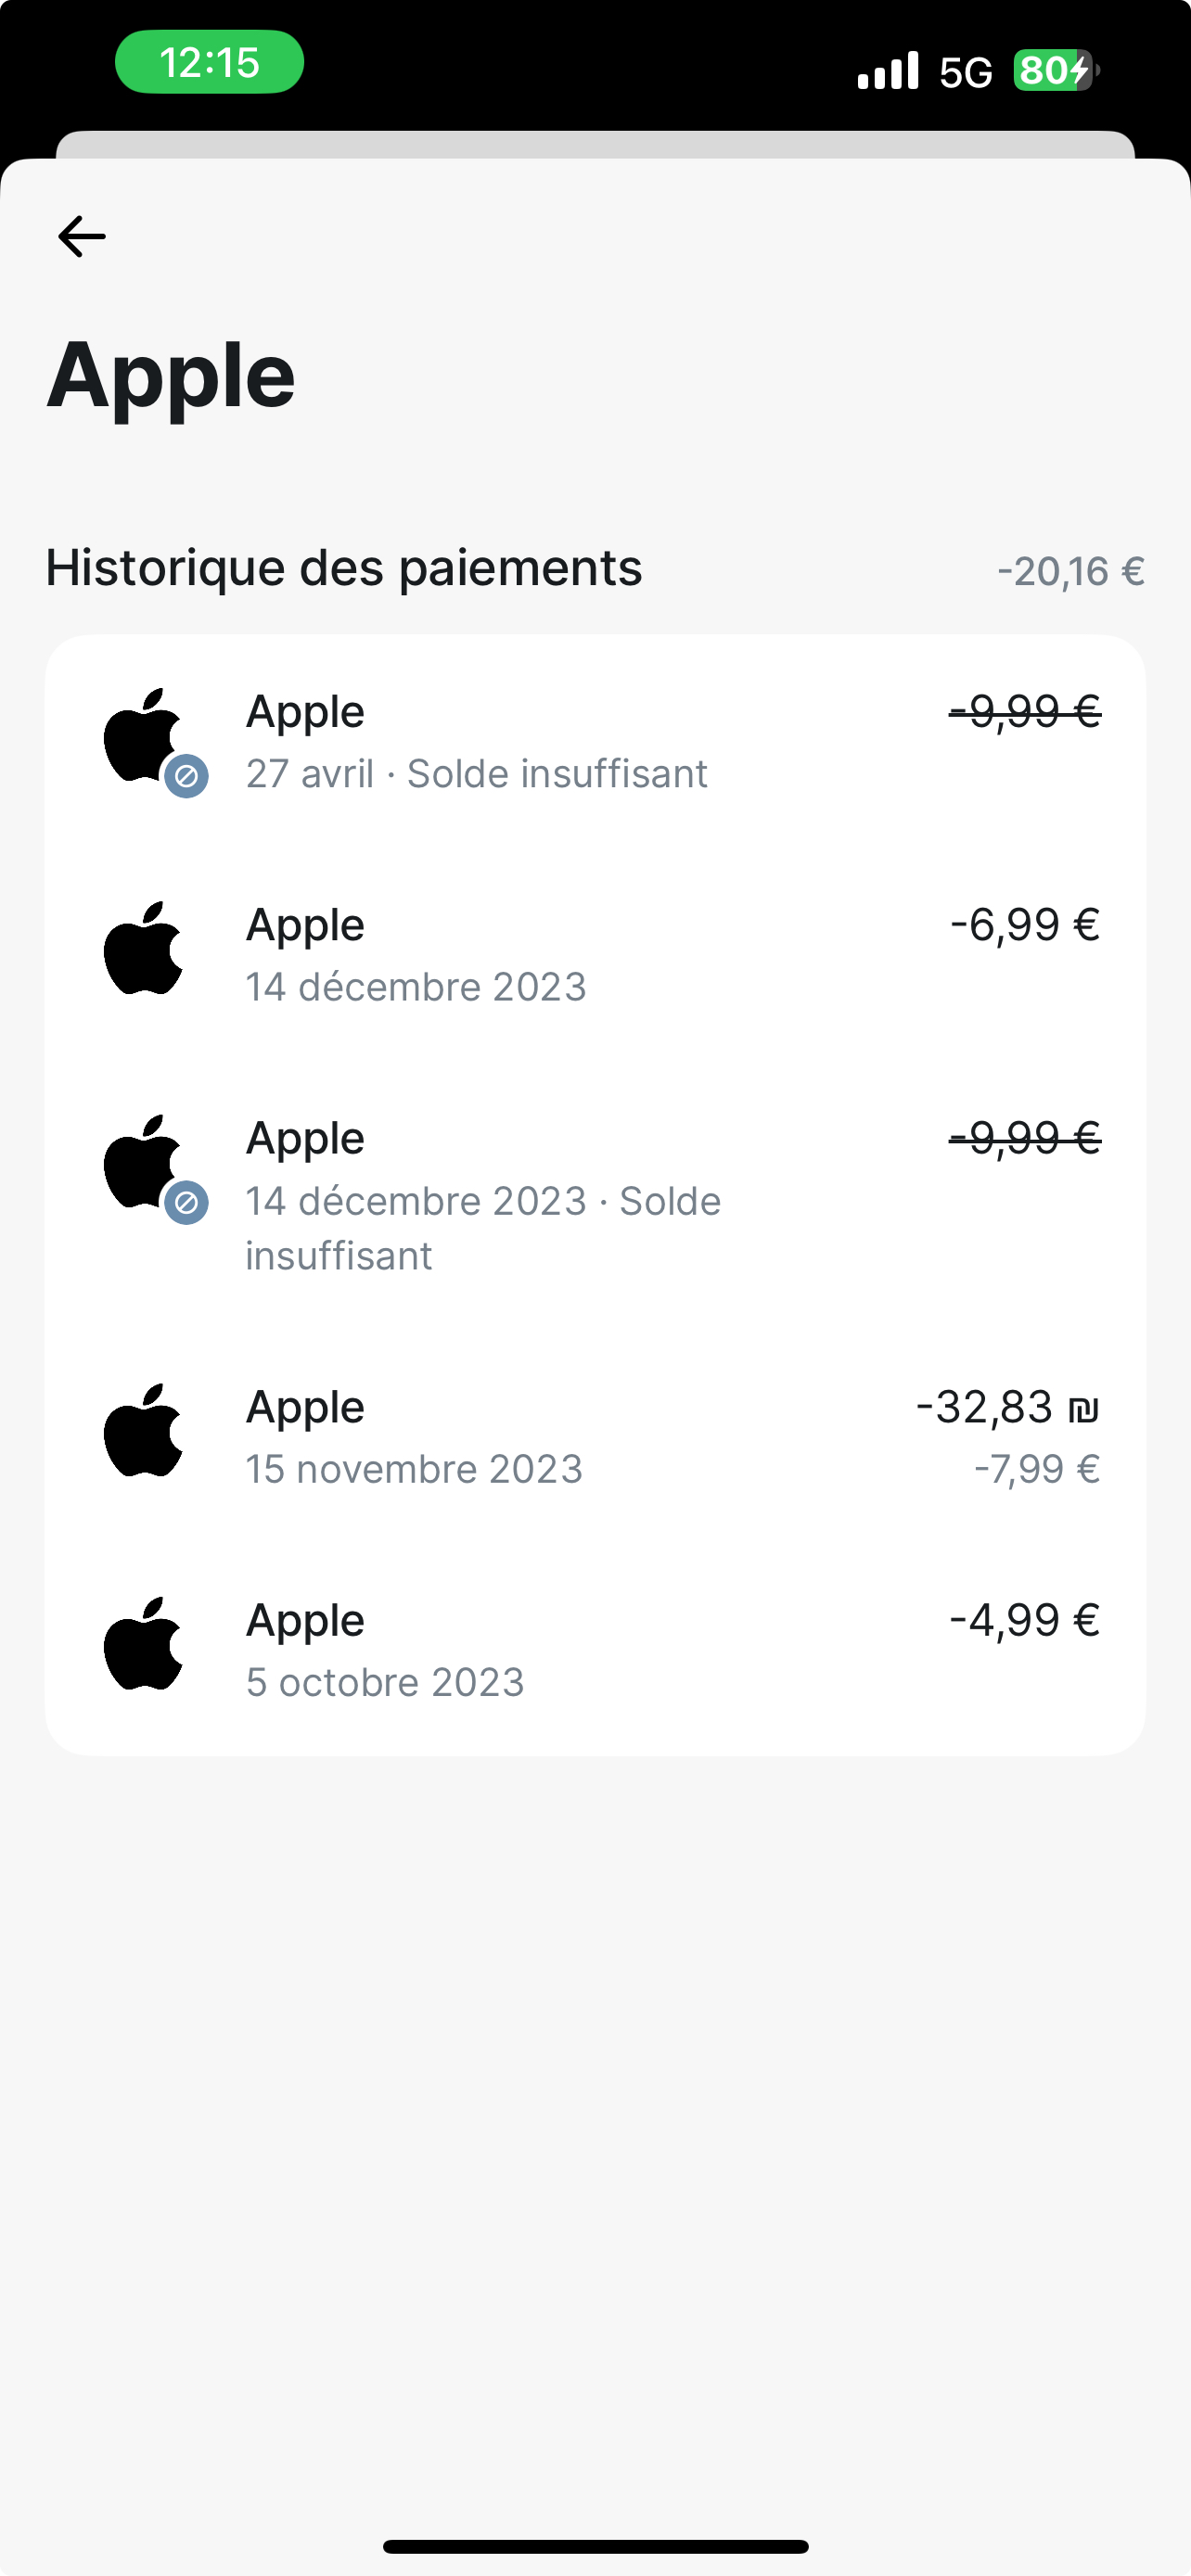 12:15
5G
80
Apple
Historique des paiements -20,16 €
Apple -9,99 €
27 avril · Solde insuffisant
Apple -6,99 €
14 décembre 2023
Apple -9,99 €
14 décembre 2023 · Solde
insuffisant
Apple -32,83 ₪
15 novembre 2023 -7,99 €
Apple -4,99 €
5 octobre 2023